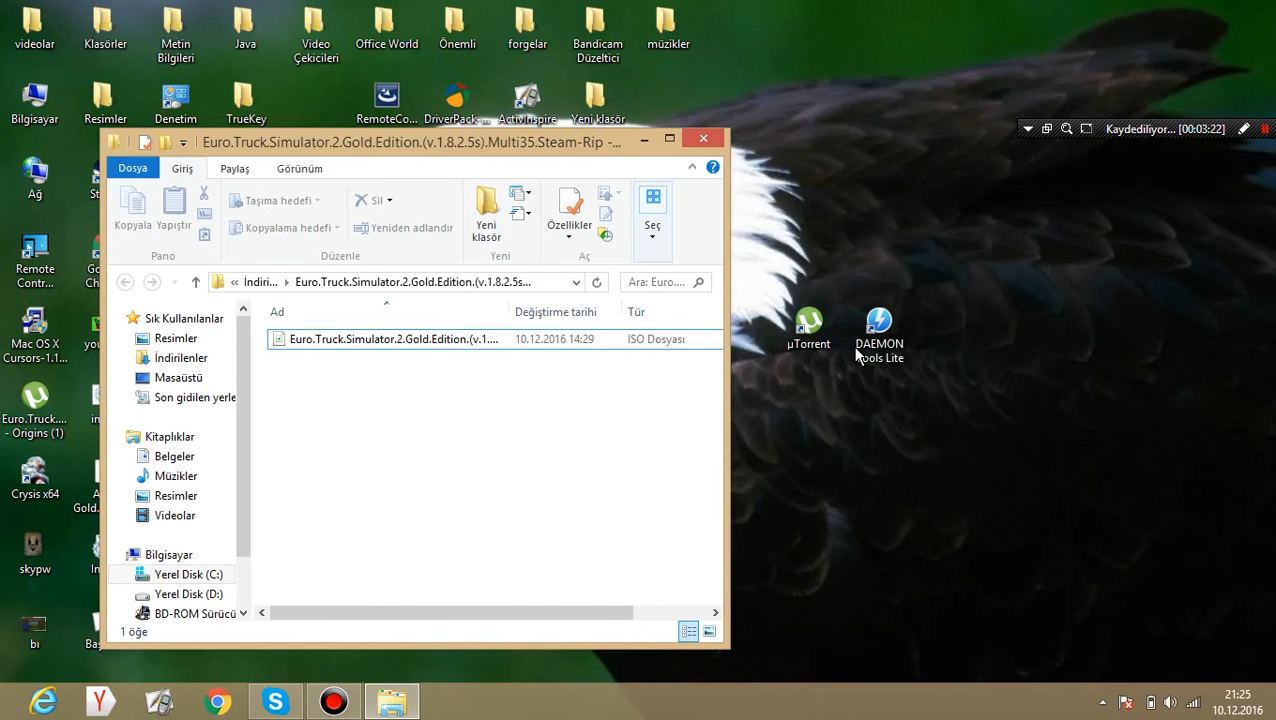 videolar
Klasörler
Metin
Bilgileri
Java
Video
Çekicileri
Office World
Önemli
forgelar
Bandicam
Düzeltici
müzikler
Bilgisayar
Resimler
Denetim
TrueKey
RemoteCo...
DriverPack-...
ActivInspire
Yeni klasör
Euro.Truck.Simulator.2.Gold.Edition.(v.1.8.2.5s).Multi35.Steam-Rip -...
Kaydediliyor... [00:03:22]
Dosya
Giriş
Paylaş
Görünüm
Ağ
Kopyala
Yapıştır
Taşıma hedefi
Kopyalama hedefi
Sil
Yeniden adlandır
Yeni
klasör
Özellikler
Seç
Pano
Düzenle
Yeni
Aç
Remote
Contr...
İndiri...
Euro.Truck.Simulator.2.Gold.Edition.(v.1.8.2.5s...
Ara: Euro....
Sık Kullanılanlar
Resimler
İndirilenler
Masaüstü
Son gidilen yerle
Ad
Değiştirme tarihi
Tür
Euro.Truck.Simulator.2.Gold.Edition.(v.1....
10.12.2016 14:29
ISO Dosyası
Mac OS X
Cursors-1.1...
µTorrent
DAEMON
Tools Lite
Euro.Truck....
- Origins (1)
Kitaplıklar
Belgeler
Müzikler
Resimler
Videolar
Crysis x64
Bilgisayar
Yerel Disk (C:)
Yerel Disk (D:)
BD-ROM Sürücü
skypw
bı
1 öğe
21:25
10.12.2016